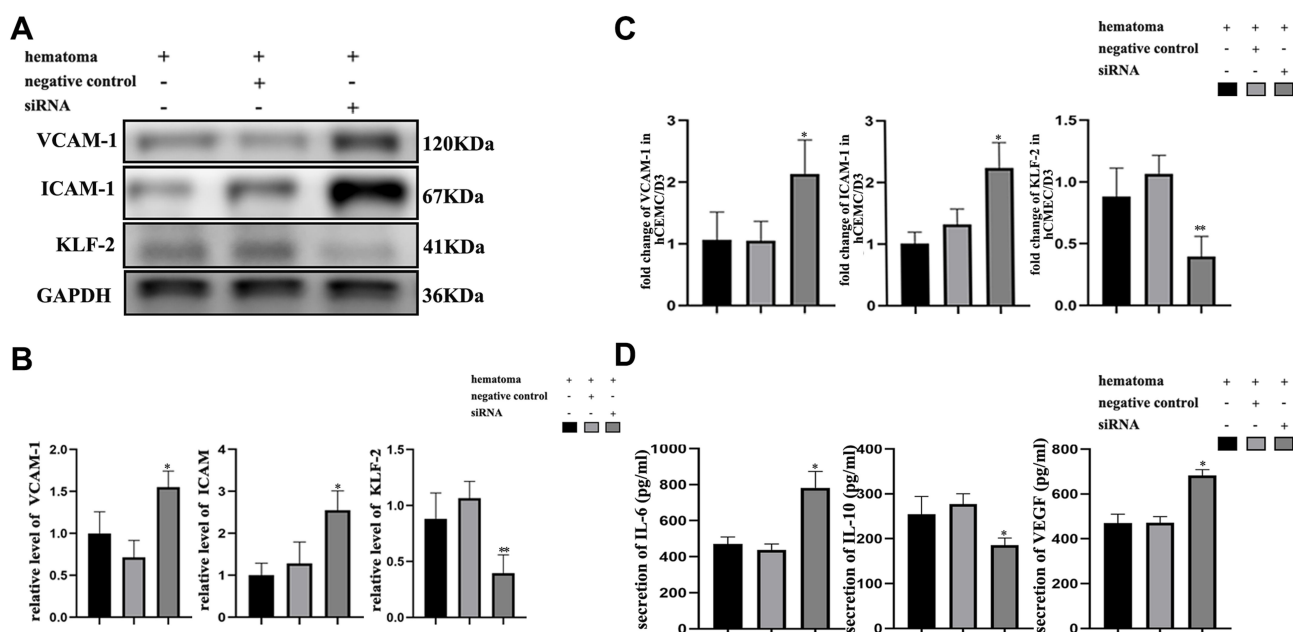 A
hematoma + + +
negative control - + -
siRNA - - +
VCAM-1 120KDa
ICAM-1 67KDa
KLF-2 41KDa
GAPDH 36KDa
B
hematoma + + +
negative control - + -
siRNA - - +
relative level of VCAM-1
2.0
1.5
1.0
0.5
0.0
*
relative level of ICAM
4
3
2
1
0
*
relative level of KLF-2
1.5
1.0
0.5
0.0
**
C
hematoma + + +
negative control - + -
siRNA - - +
fold change of VCAM-1 in
hCEMC/D3
3
2
1
0
*
fold change of ICAM-1 in
hCEMC/D3
3
2
1
0
*
fold change of KLF-2 in
hCMEC/D3
1.5
1.0
0.5
0.0
**
D
hematoma + + +
negative control - + -
siRNA - - +
secretion of IL-6 (pg/ml)
1000
800
600
400
200
0
*
secretion of IL-10 (pg/ml)
400
300
200
100
0
*
secretion of VEGF (pg/ml)
800
600
400
200
0
*